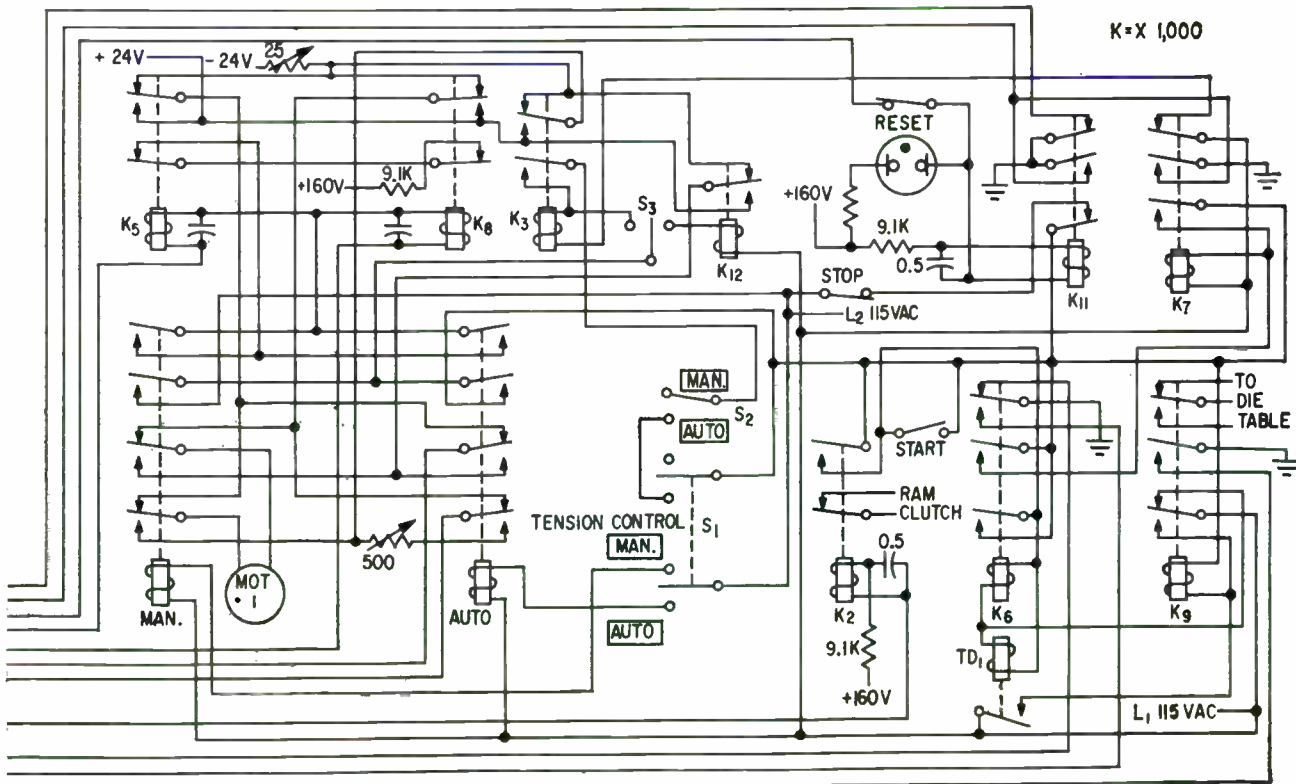 K=X 1,000
+ 24V
- 24V
25
RESET
9.1K
+160V
+160V
9.1K
0.5
K5
K8
K3
S3
K12
STOP
L2 115VAC
K11
K7
MAN.
S2
AUTO
START
TO
DIE
TABLE
RAM
CLUTCH
TENSION CONTROL
S1
MAN.
500
0.5
MOT
1
MAN.
AUTO
AUTO
K2
K6
K9
9.1K
TD1
+160V
L1 115 VAC